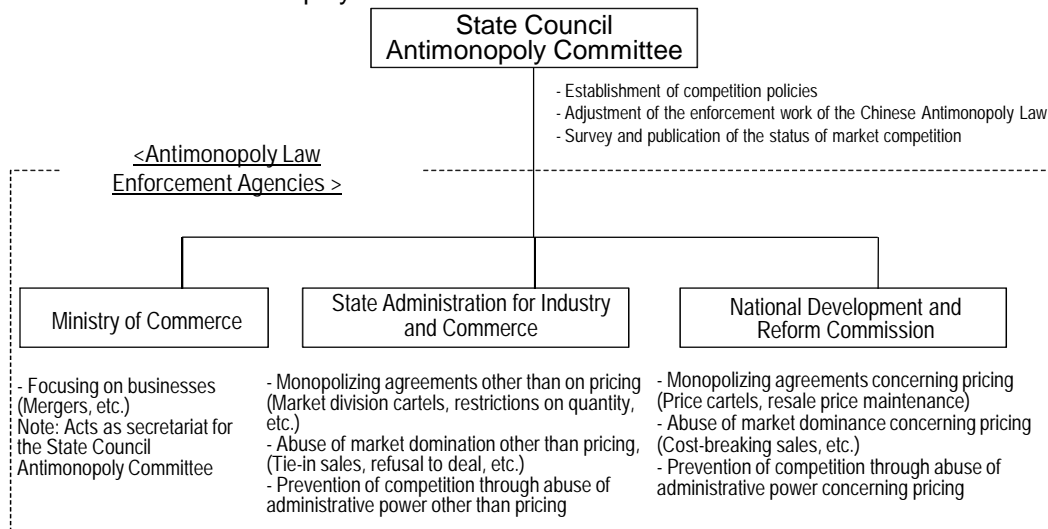 State Council
Antimonopoly Committee
- Establishment of competition policies
- Adjustment of the enforcement work of the Chinese Antimonopoly Law
- Survey and publication of the status of market competition
<Antimonopoly Law
Enforcement Agencies >
Ministry of Commerce
- Focusing on businesses
(Mergers, etc.)
Note: Acts as secretariat for
the State Council
Antimonopoly Committee
State Administration for Industry
and Commerce
- Monopolizing agreements other than on pricing
(Market division cartels, restrictions on quantity,
etc.)
- Abuse of market domination other than pricing,
(Tie-in sales, refusal to deal, etc.)
- Prevention of competition through abuse of
administrative power other than pricing
National Development and
Reform Commission
- Monopolizing agreements concerning pricing
(Price cartels, resale price maintenance)
- Abuse of market dominance concerning pricing
(Cost-breaking sales, etc.)
- Prevention of competition through abuse of
administrative power concerning pricing